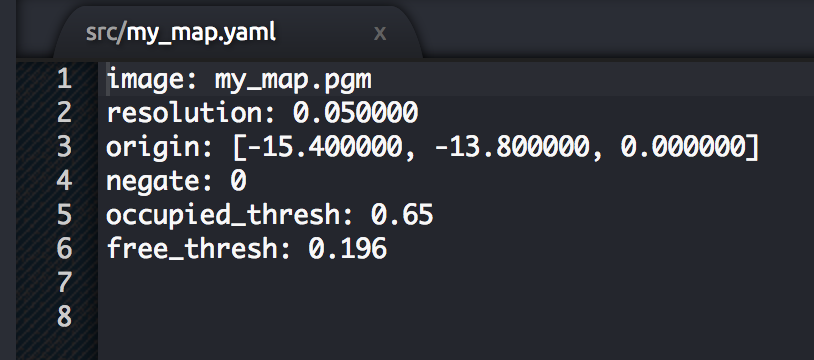 src/my_map.yaml x
1 image: my_map.pgm
2 resolution: 0.050000
3 origin: [-15.400000, -13.800000, 0.000000]
4 negate: 0
5 occupied_thresh: 0.65
6 free_thresh: 0.196
7
8